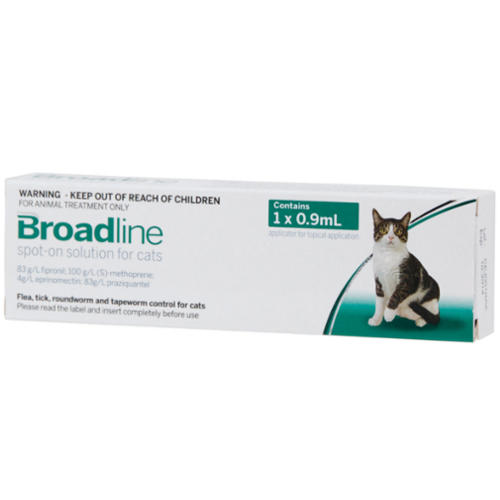 Broadline
WARNING - KEEP OUT OF REACH OF CHILDREN
FOR ANIMAL TREATMENT ONLY
Broadline
spot-on solution for cats
83 g/L fipronil; 100 g/L (S)-methoprene;
4g/L eprinomectin: 83g/L praziquantel
Flea, tick, roundworm and tapeworm control for cats
Please read the label and insert completely before use
Contains
1 x 0.9mL
applicator for topical application